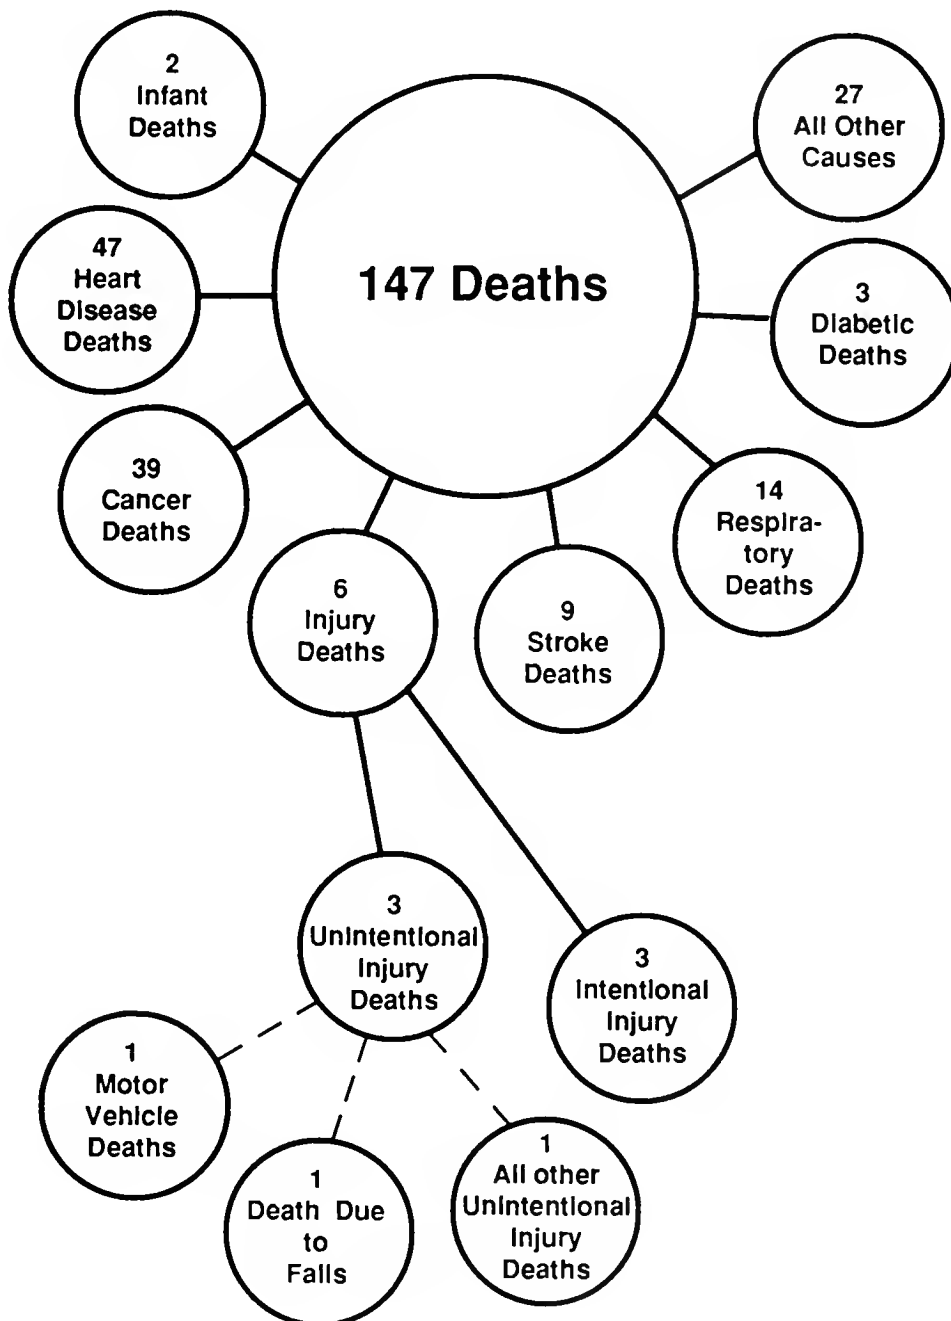 2
Infant
Deaths
27
All Other
Causes
47
Heart
Disease
Deaths
147 Deaths
3
Diabetic
Deaths
39
Cancer
Deaths
14
Respira-
tory
Deaths
6
Injury
Deaths
9
Stroke
Deaths
3
Unintentional
Injury
Deaths
3
Intentional
Injury
Deaths
1
Motor
Vehicle
Deaths
1
Death Due
to
Falls
1
All other
Unintentional
Injury
Deaths